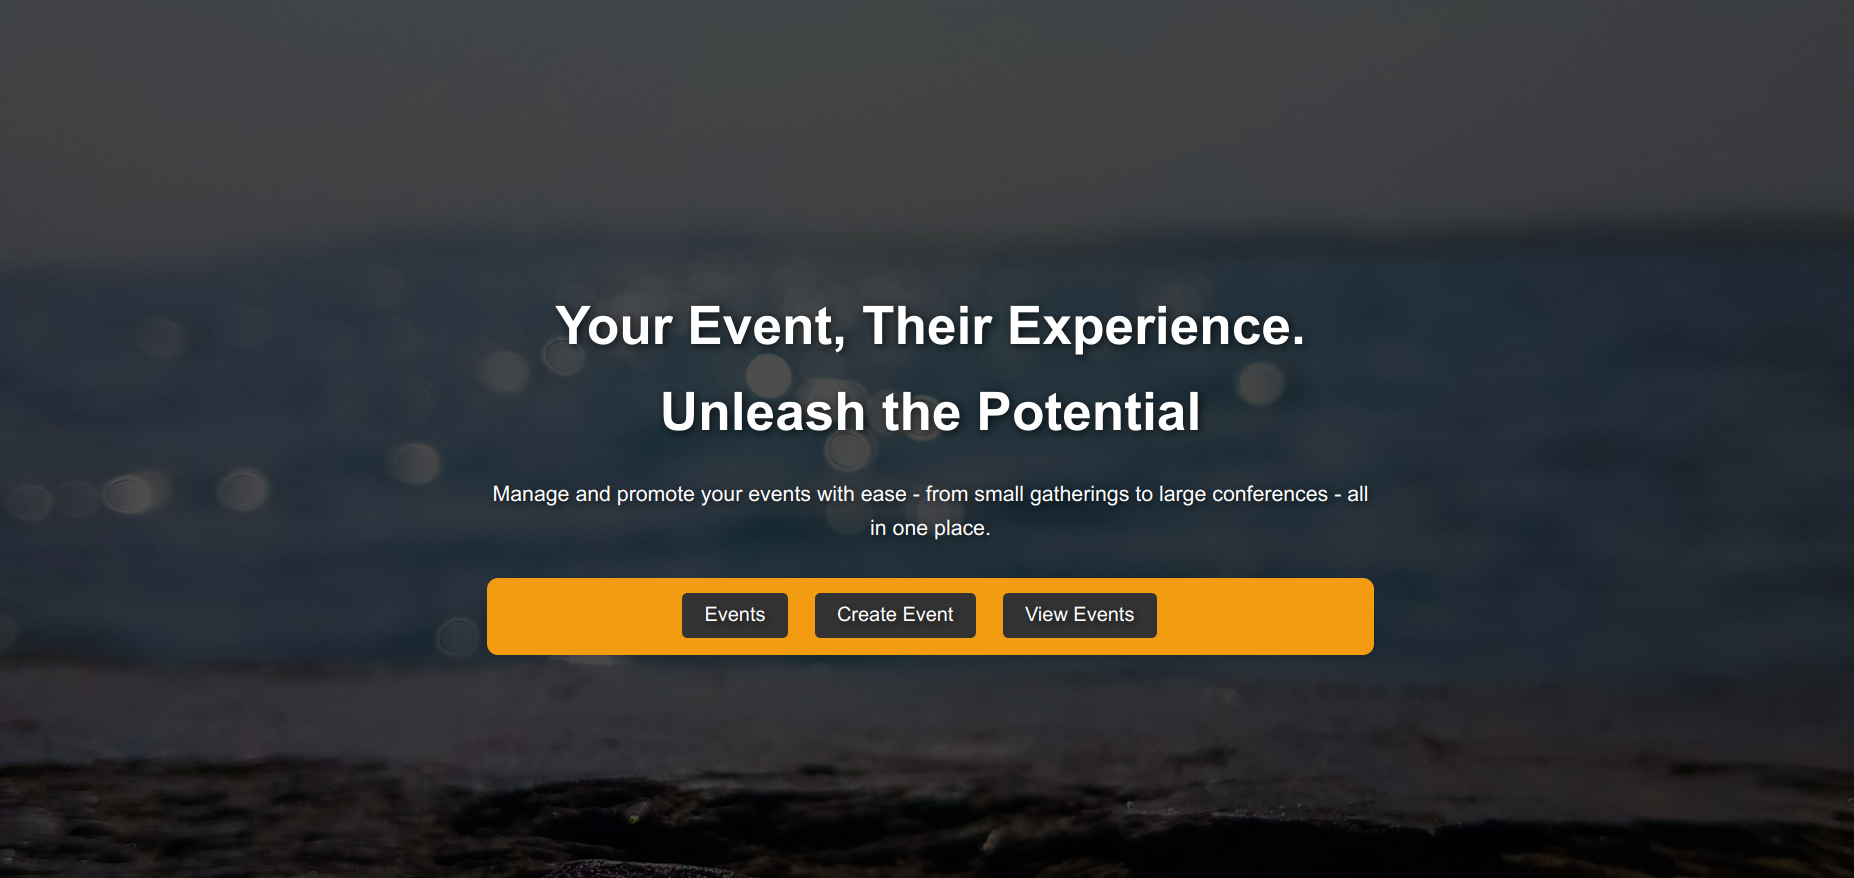 Your Event, Their Experience.
Unleash the Potential
Manage and promote your events with ease - from small gatherings to large conferences - all
in one place.
Events
Create Event
View Events